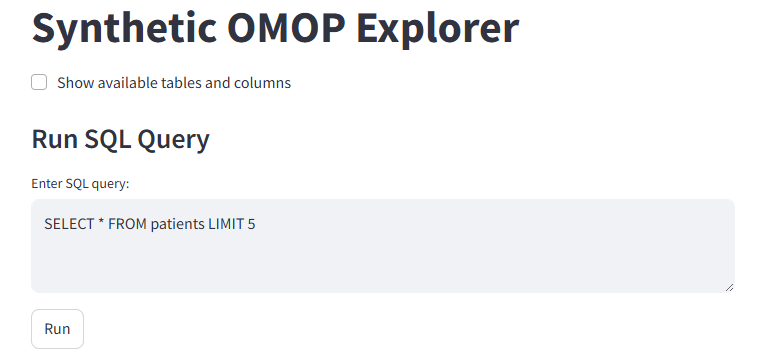 Synthetic OMOP Explorer
Show available tables and columns
Run SQL Query
Enter SQL query:
SELECT * FROM patients LIMIT 5
Run